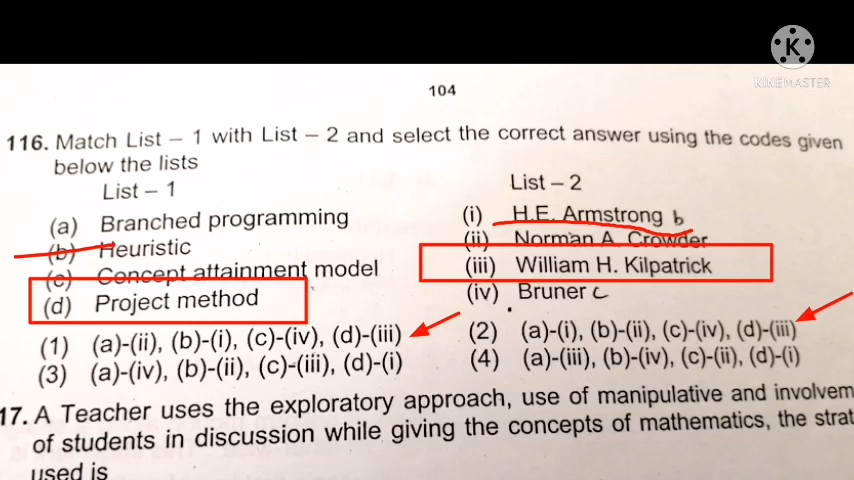 K
KINEMASTER
104
116. Match List – 1 with List – 2 and select the correct answer using the codes given
below the lists
List – 1 List – 2
(a) Branched programming (i) H.E. Armstrong b
(b) Heuristic (ii) Norman A. Crowder
(c) Concept attainment model (iii) William H. Kilpatrick
(d) Project method (iv) Bruner c
(1) (a)-(ii), (b)-(i), (c)-(iv), (d)-(iii) (2) (a)-(i), (b)-(ii), (c)-(iv), (d)-(iii)
(3) (a)-(iv), (b)-(ii), (c)-(iii), (d)-(i) (4) (a)-(iii), (b)-(iv), (c)-(ii), (d)-(i)
17. A Teacher uses the exploratory approach, use of manipulative and involvem
of students in discussion while giving the concepts of mathematics, the strat
used is